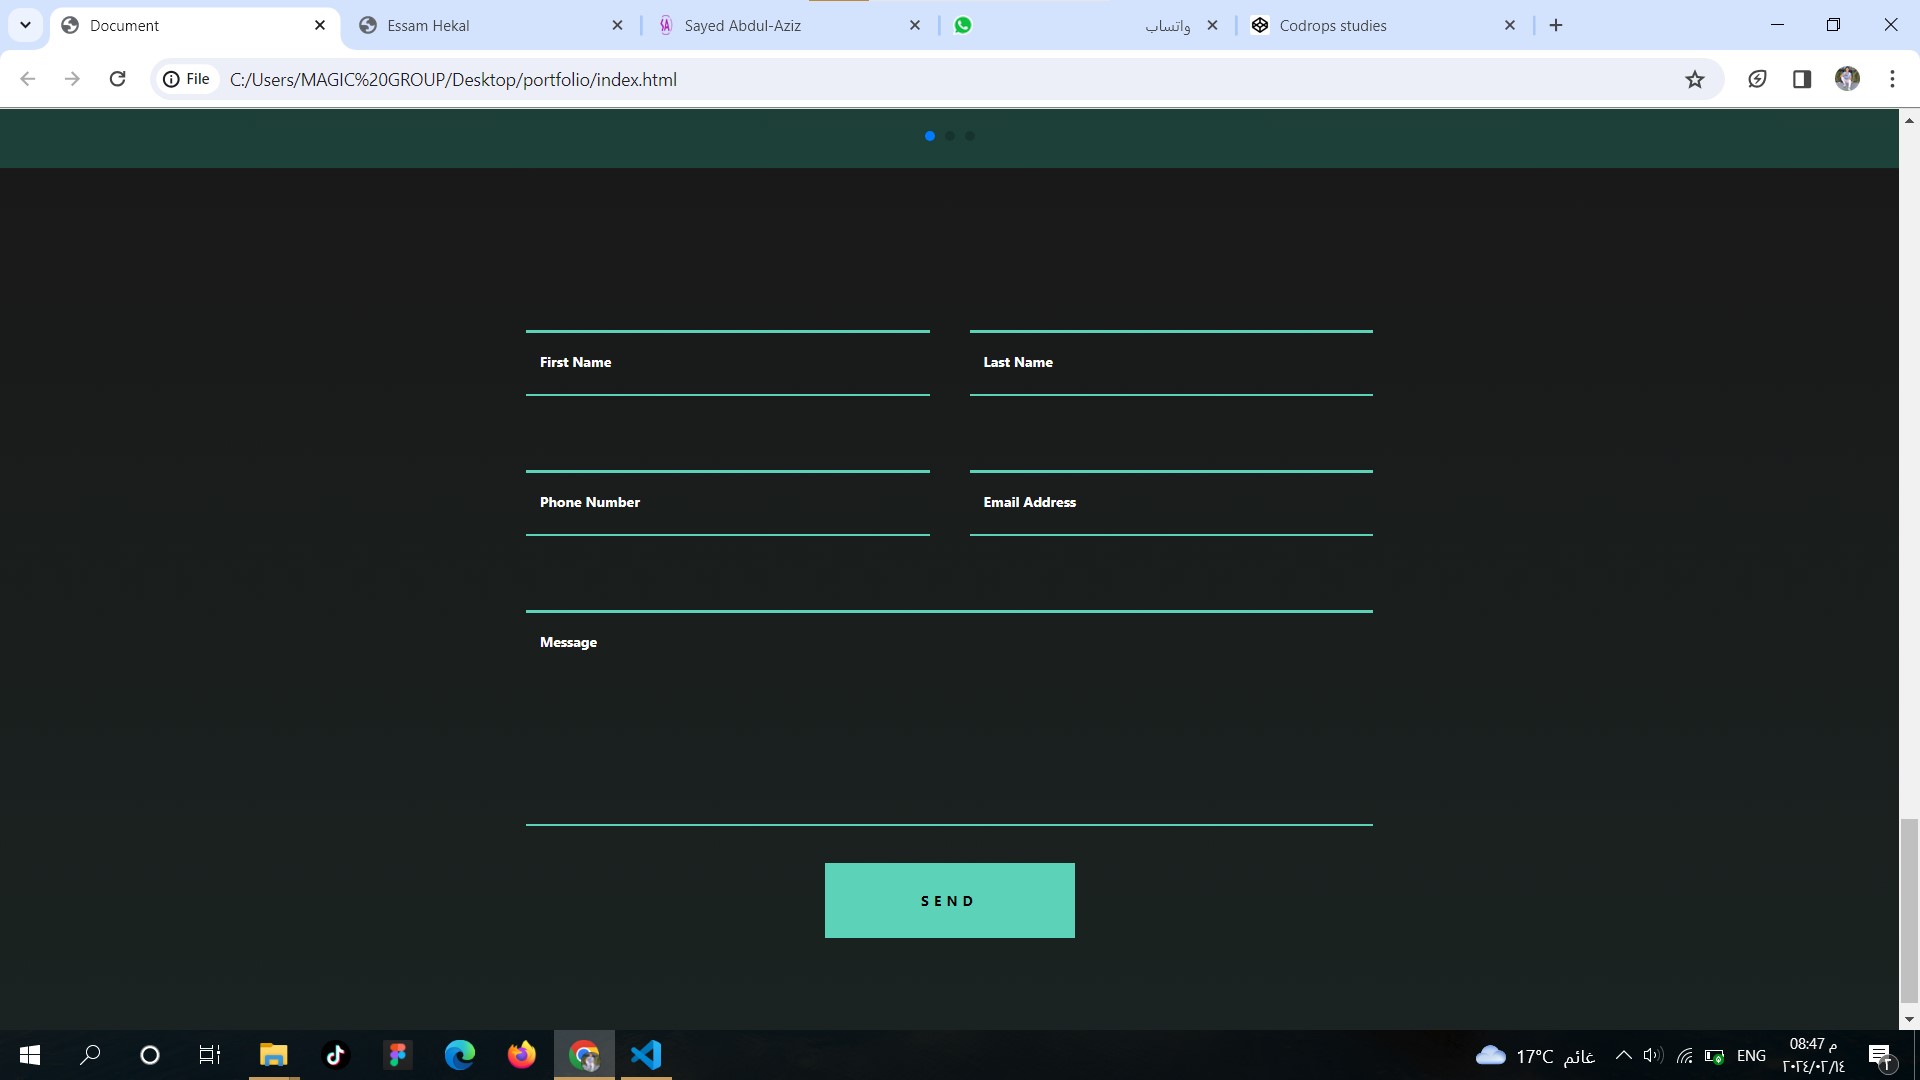 Document
Essam Hekal
Sayed Abdul-Aziz
واتساب
Codrops studies
File
C:/Users/MAGIC%20GROUP/Desktop/portfolio/index.html
First Name
Last Name
Phone Number
Email Address
Message
SEND
17°C غائم
ENG
08:47 م
٢٠٢٤/٠٢/١٤
٢